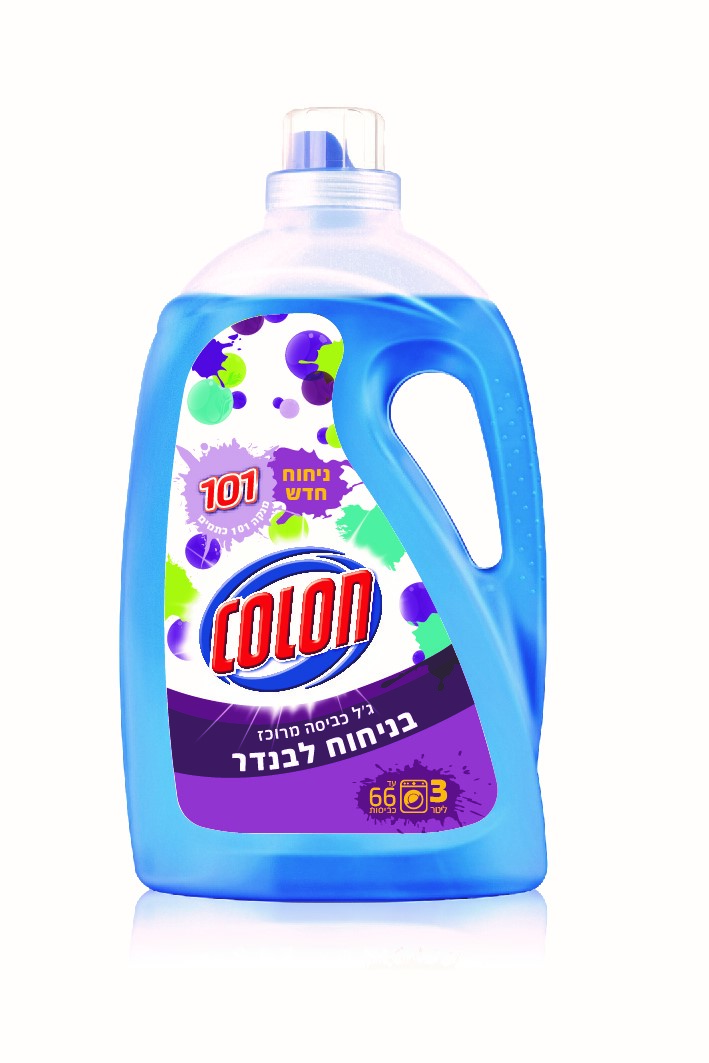 ניחוח
חדש
101
מנקה 101 כתמים
COLON
ג'ל כביסה מרוכז
בניחוח לבנדר
3
ליטר
עד
66
כביסות